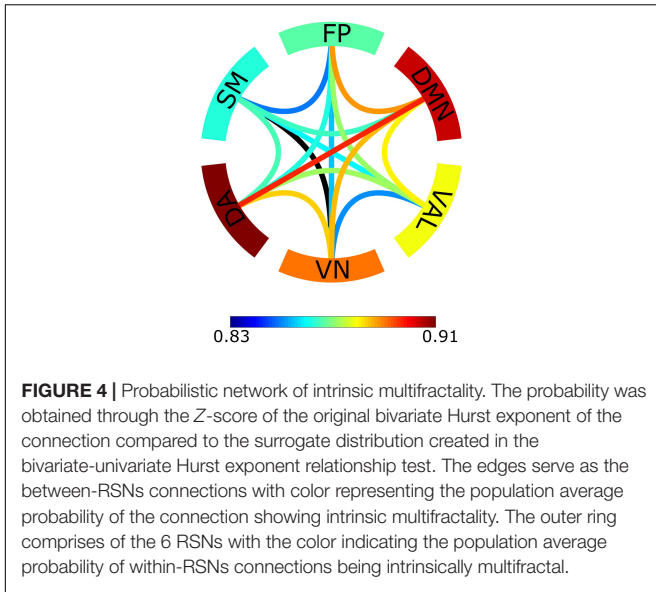 FP
SM
DMN
DA
VAL
VN
0.83 0.91
FIGURE 4 | Probabilistic network of intrinsic multifractality. The probability was
obtained through the Z-score of the original bivariate Hurst exponent of the
connection compared to the surrogate distribution created in the
bivariate-univariate Hurst exponent relationship test. The edges serve as the
between-RSNs connections with color representing the population average
probability of the connection showing intrinsic multifractality. The outer ring
comprises of the 6 RSNs with the color indicating the population average
probability of within-RSNs connections being intrinsically multifractal.